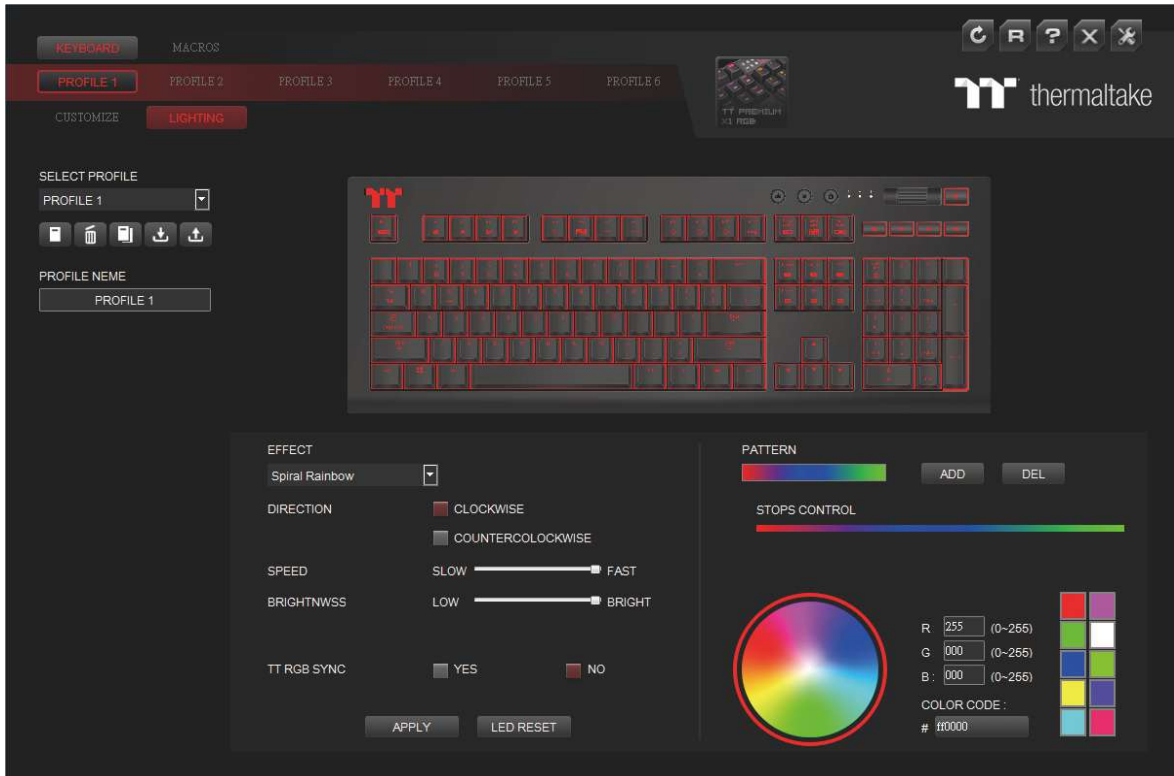 KEYBOARD MACROS
R ? X
PROFILE 1 PROFILE 2 PROFILE 3 PROFILE 4 PROFILE 5 PROFILE 6
TT PREMIUM
X1 RGB
thermaltake
CUSTOMIZE LIGHTING
SELECT PROFILE
PROFILE 1
PROFILE NEME
PROFILE 1
EFFECT
Spiral Rainbow
DIRECTION
CLOCKWISE
COUNTERCOLOCKWISE
SPEED SLOW FAST
BRIGHTNWSS LOW BRIGHT
TT RGB SYNC YES NO
APPLY LED RESET
PATTERN
ADD DEL
STOPS CONTROL
R 255 (0~255)
G 000 (0~255)
B : 000 (0~255)
COLOR CODE :
# ff0000